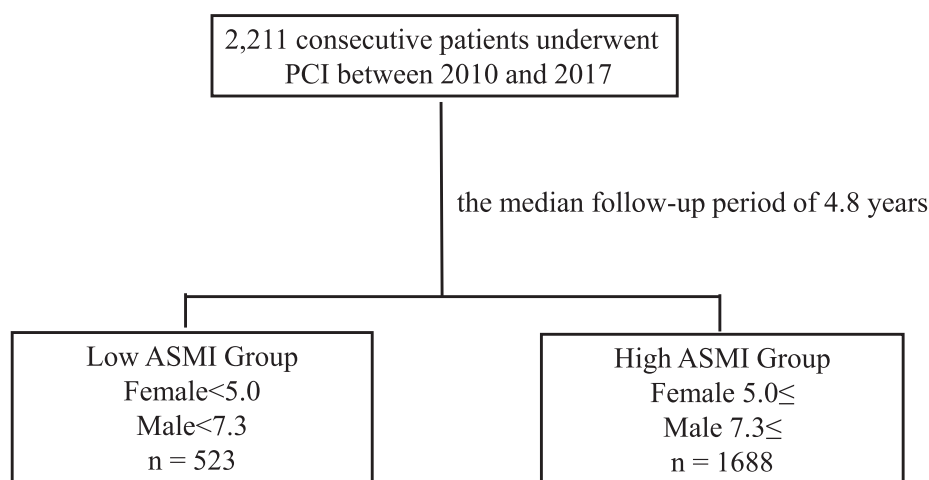 2,211 consecutive patients underwent
PCI between 2010 and 2017
the median follow-up period of 4.8 years
Low ASMI Group
Female<5.0
Male<7.3
n = 523
High ASMI Group
Female 5.0≤
Male 7.3≤
n = 1688